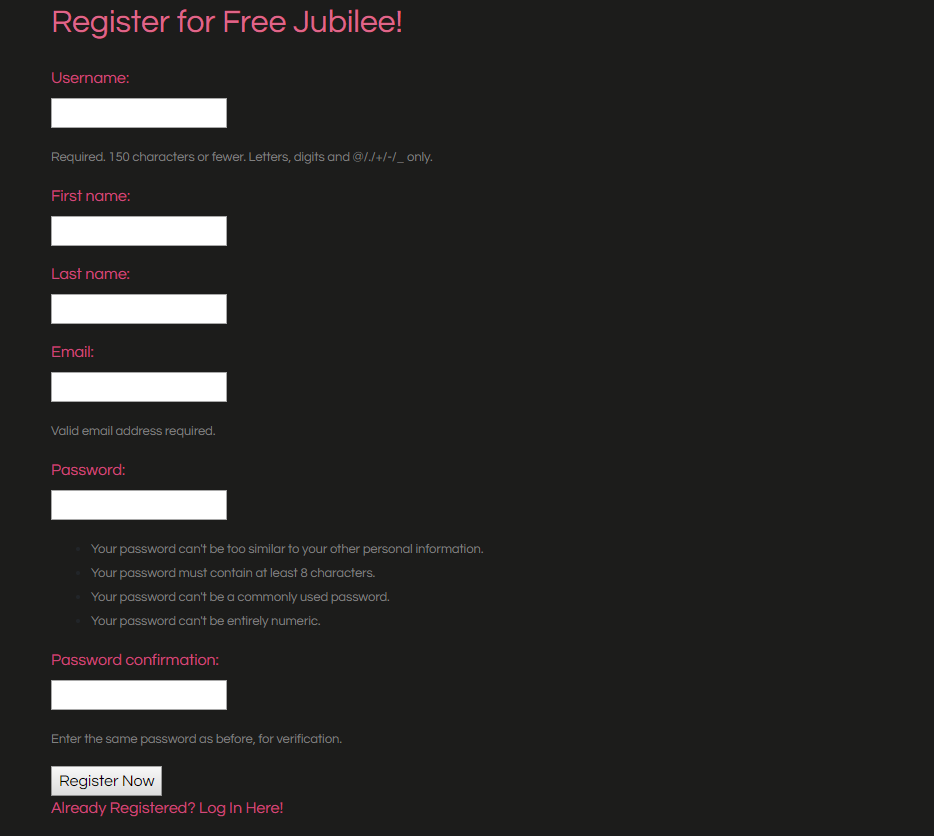 Register for Free Jubilee!
Username:
Required. 150 characters or fewer. Letters, digits and @/./+/-/_ only.
First name:
Last name:
Email:
Valid email address required.
Password:
Your password can't be too similar to your other personal information.
Your password must contain at least 8 characters.
Your password can't be a commonly used password.
Your password can't be entirely numeric.
Password confirmation:
Enter the same password as before, for verification.
Register Now
Already Registered? Log In Here!